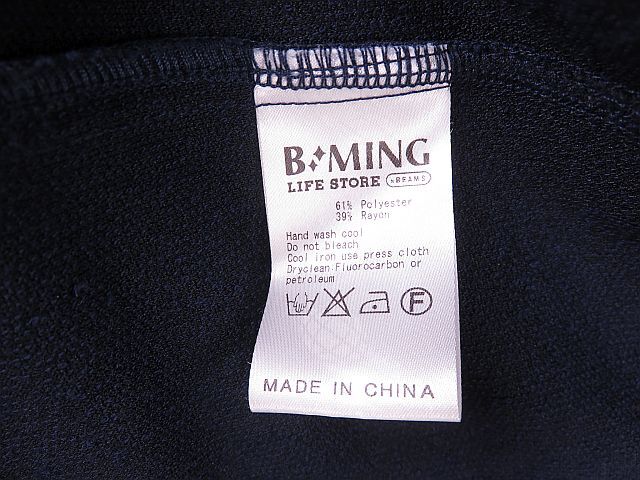 B MING
LIFE STORE by BEAMS
61% Polyester
39% Rayon
Hand wash cool
Do not bleach
Cool iron use press cloth
Dryclean Fluorocarbon or
petroleum
F
MADE IN CHINA